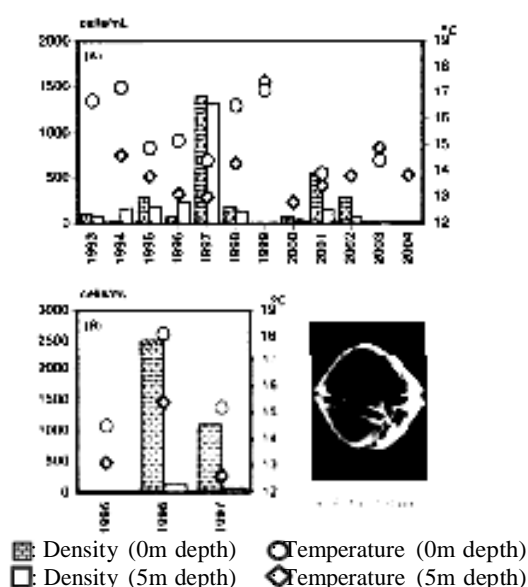 cells/mL °C
2000 19
(A) 18
1500 17
16
1000 15
500 14
13
0 12
1993 1994 1995 1996 1997 1998 1999 2000 2001 2002 2003 2004
cells/mL °C
3000 19
(B) 18
2500
2000 17
16
1500 15
1000 14
500 13
0 12
1995 1996 1997
: Density (0m depth) Temperature (0m depth)
: Density (5m depth) Temperature (5m depth)